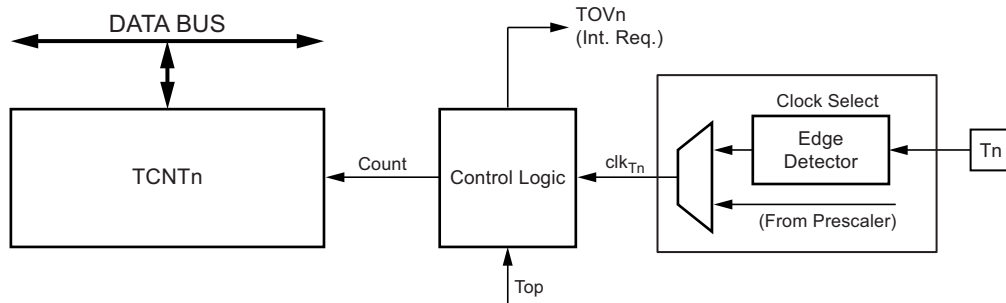 DATA BUS
TOVn
(Int. Req.)
Clock Select
Edge
Detector
Tn
TCNTn
Count
Control Logic
clkTn
(From Prescaler)
Top